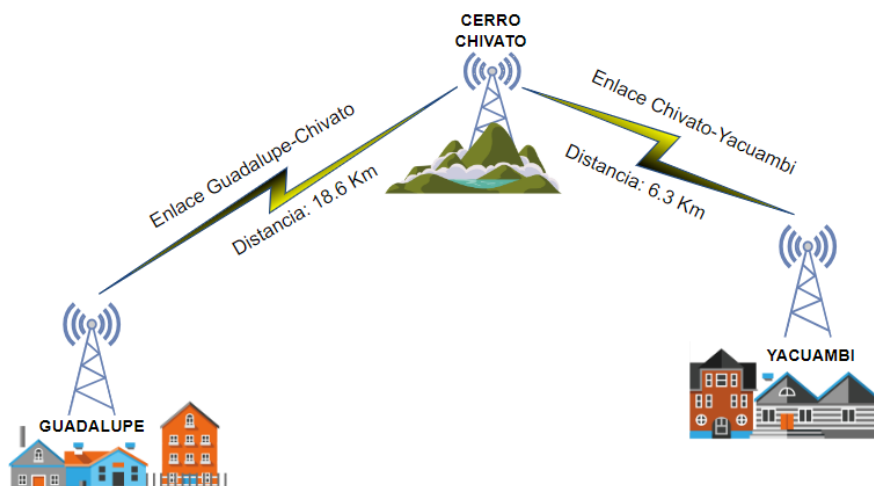 CERRO
CHIVATO
Enlace Guadalupe-Chivato
Distancia: 18.6 Km
Enlace Chivato-Yacuambi
Distancia: 6.3 Km
YACUAMBI
GUADALUPE